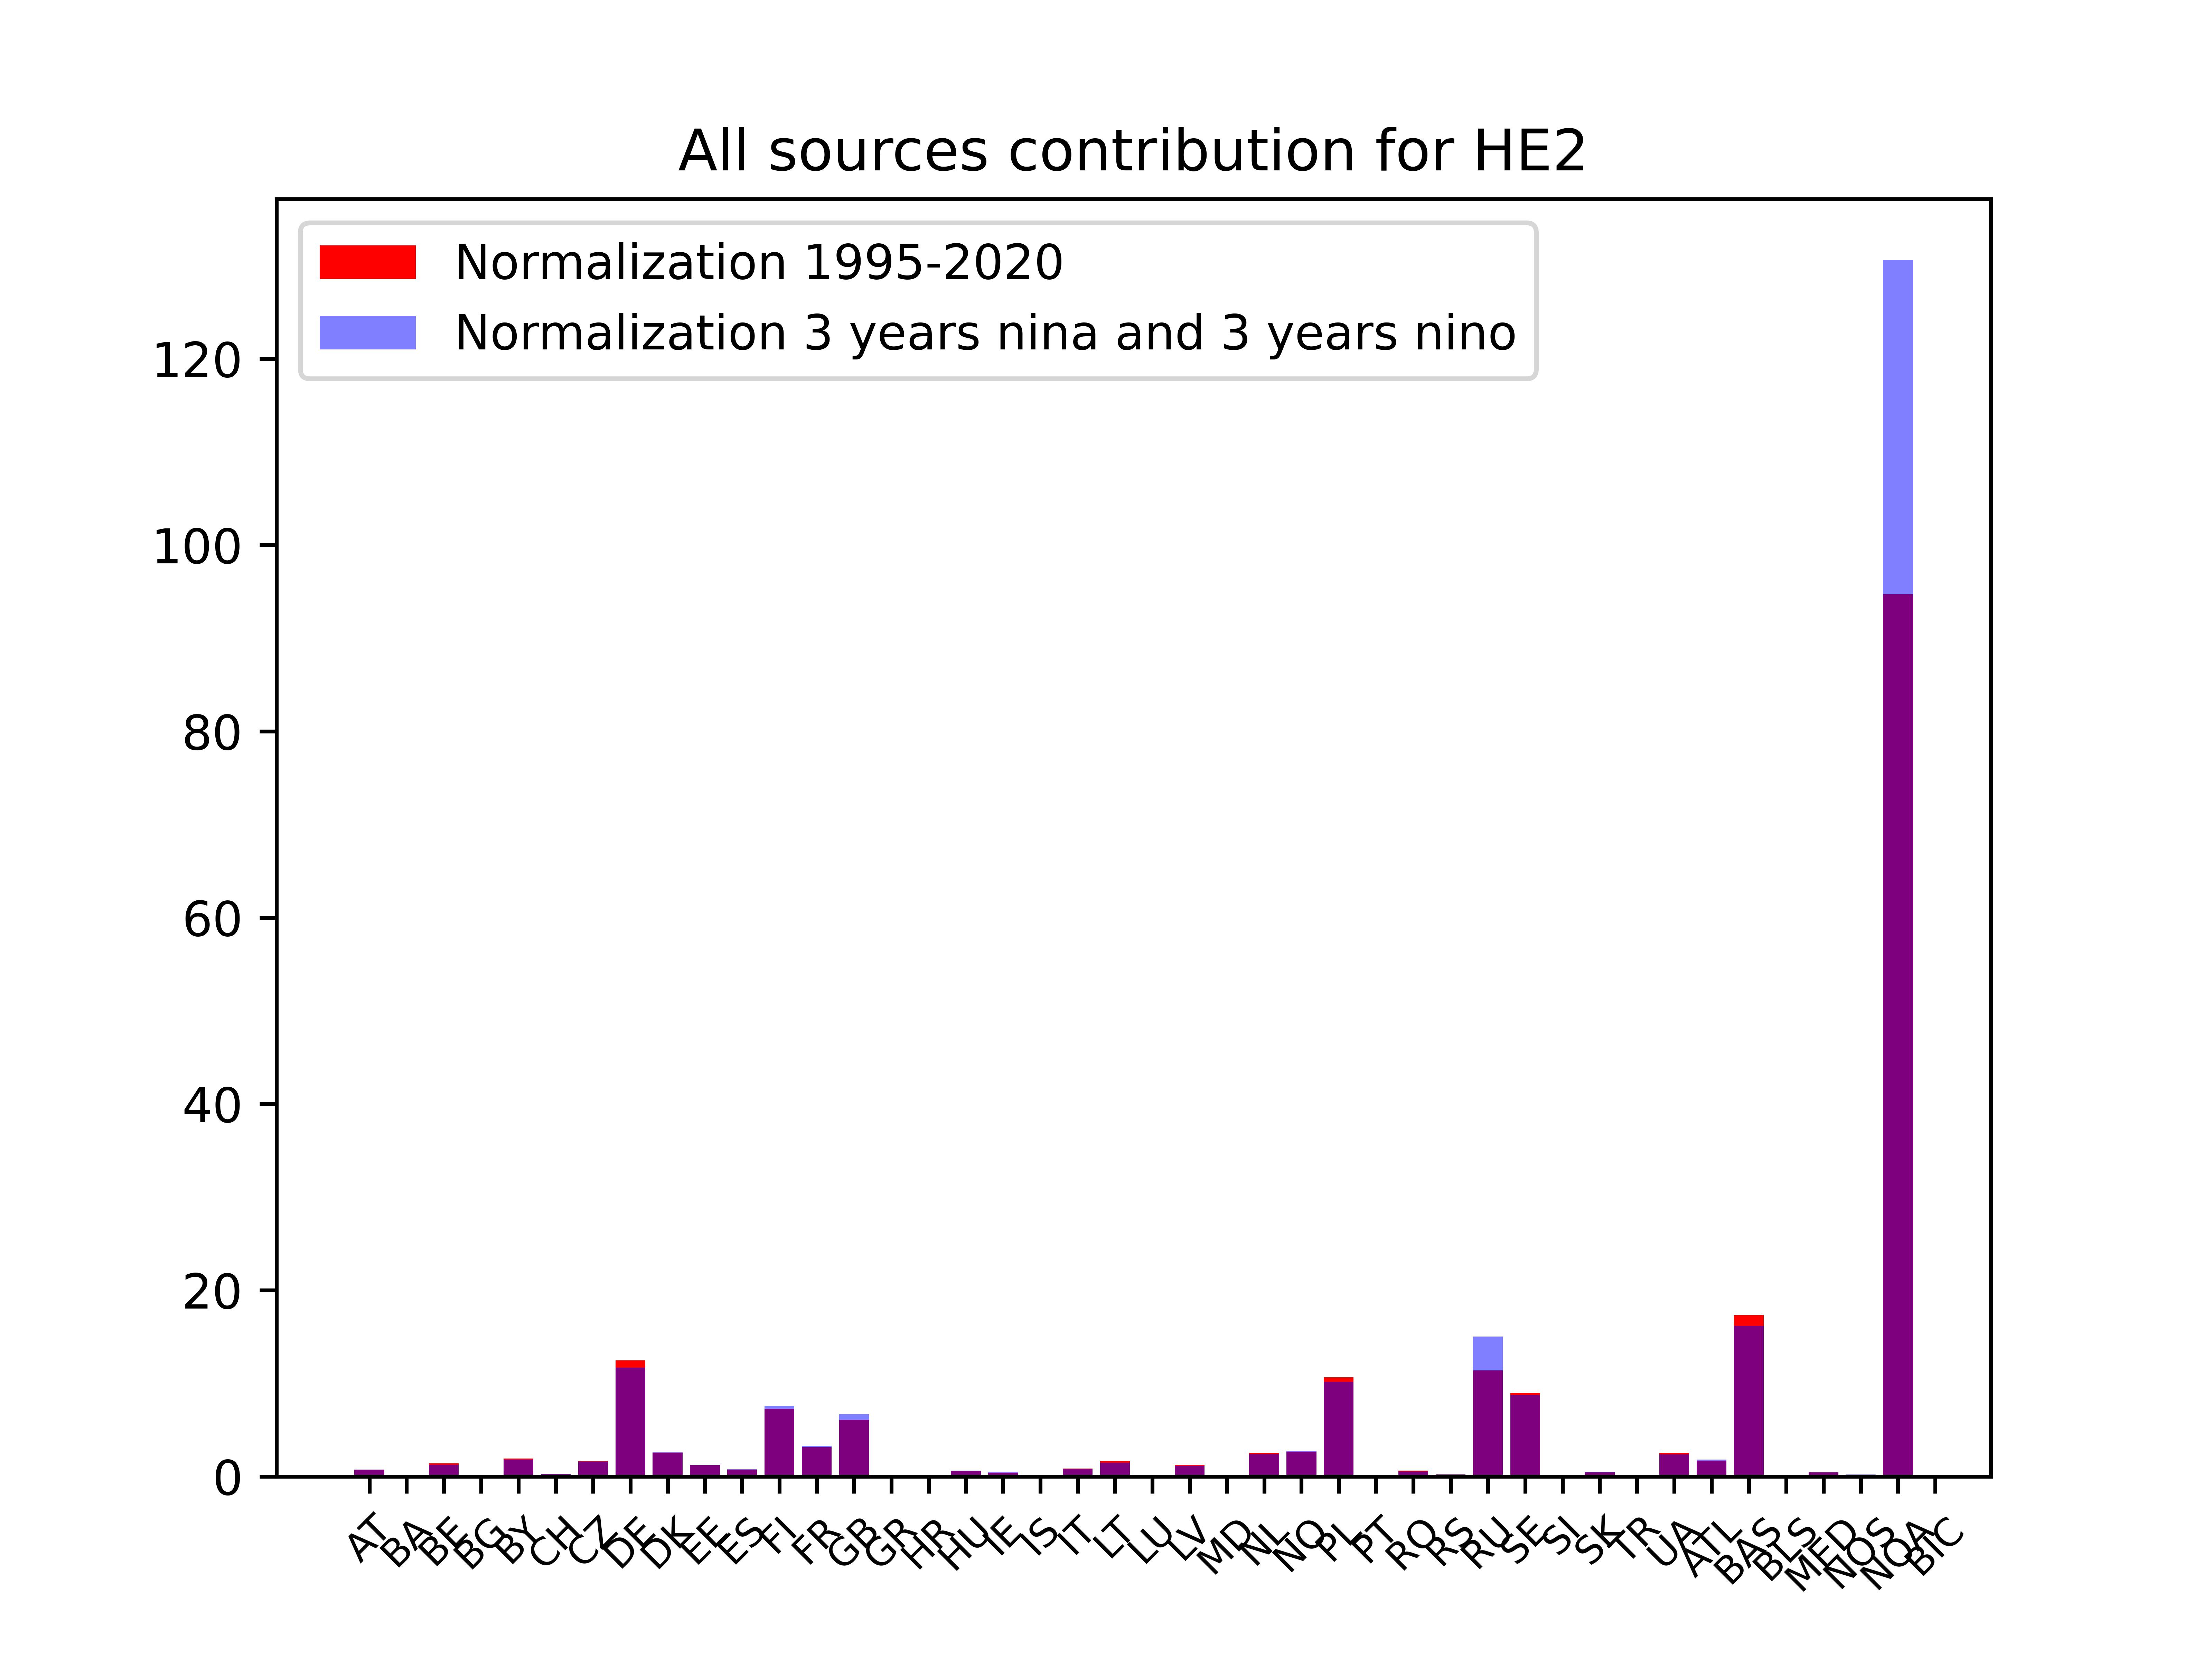 All sources contribution for HE2
Normalization 1995-2020
Normalization 3 years nina and 3 years nino
120
100
80
60
40
20
0
AT
BA
BE
BG
BY
CH
CZ
DE
DK
EE
ES
FI
FR
GB
GR
HR
HU
IE
IS
IT
LT
LU
LV
MD
NL
NO
PL
PT
RO
RS
RU
SE
SI
SK
TR
UA
ATL
BAS
BLS
MED
NOS
NOA
BIC